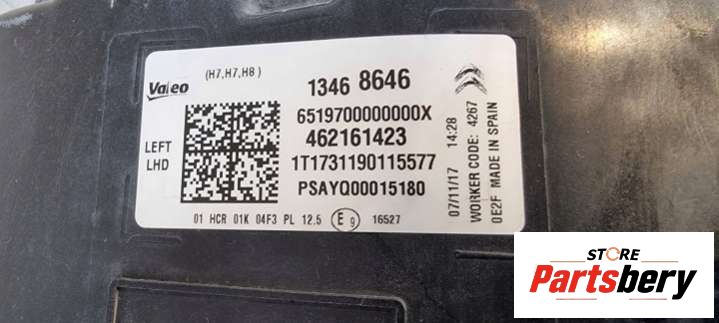 Valeo
(H7,H7,H8)
1346 8646
6519700000000X
462161423
1T1731190115577
PSAYQ00015180
LEFT
LHD
01 HCR 01K 04F3 PL 12.5 E9 16527
07/11/17 14:28
WORKER CODE: 4267
0E2F MADE IN SPAIN
STORE
Partsbery